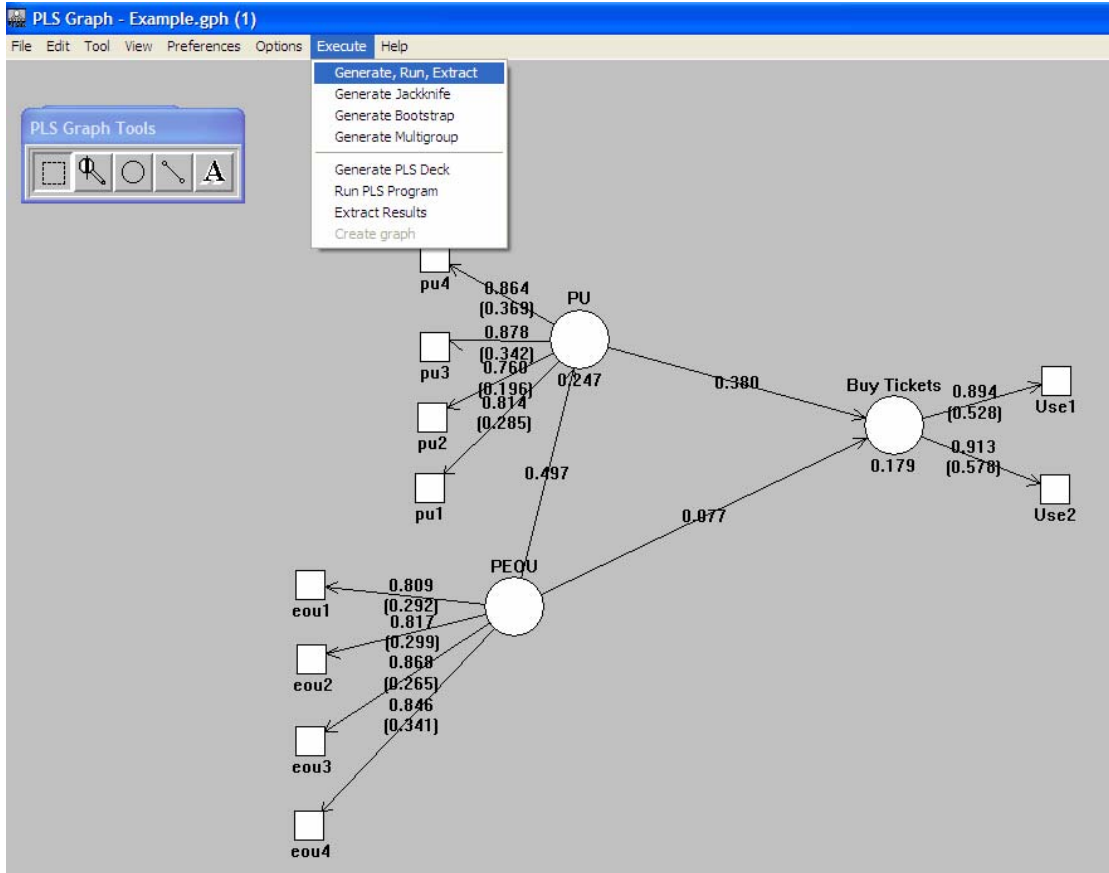 PLS Graph - Example.gph (1)
File Edit Tool View Preferences Options Execute Help
Generate, Run, Extract
Generate Jackknife
Generate Bootstrap
Generate Multigroup
Generate PLS Deck
Run PLS Program
Extract Results
Create graph
PLS Graph Tools
A
pu4
0.864
(0.369)
PU
0.878
(0.342)
pu3
0.760
(0.196)
0.247
0.814
(0.285)
pu2
pu1
0.380
Buy Tickets
0.894
(0.528)
Use1
0.179
0.913
(0.578)
Use2
0.497
0.077
PEOU
0.809
(0.292)
eou1
0.817
(0.299)
eou2
0.868
(0.265)
eou3
0.846
(0.341)
eou4